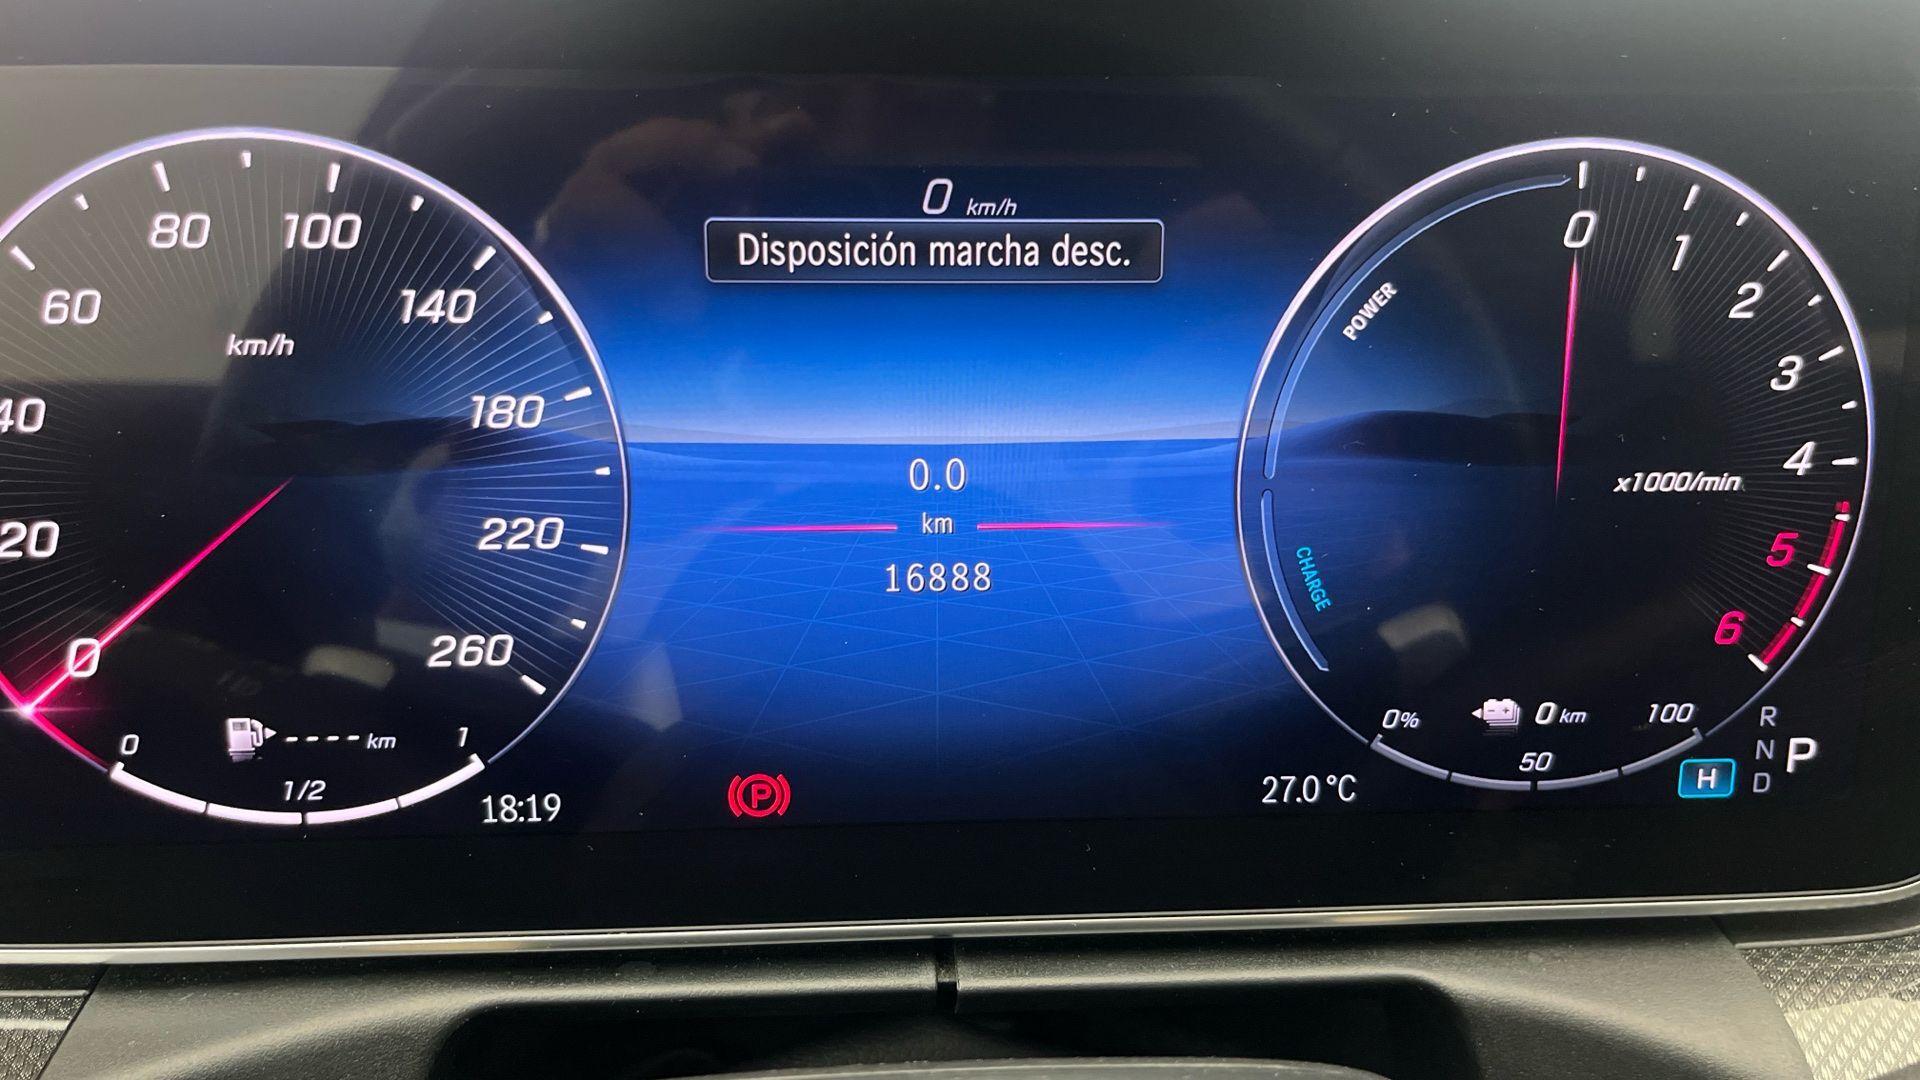 0 km/h
Disposición marcha desc.
0.0
km
16888
0
20
40
60
80
100
140
180
220
260
km/h
0
1/2
1
---- km
18:19
P
27.0 °C
POWER
CHARGE
0
1
2
3
4
5
6
x1000/min
0%
50
100
0 km
H
R
N
D
P